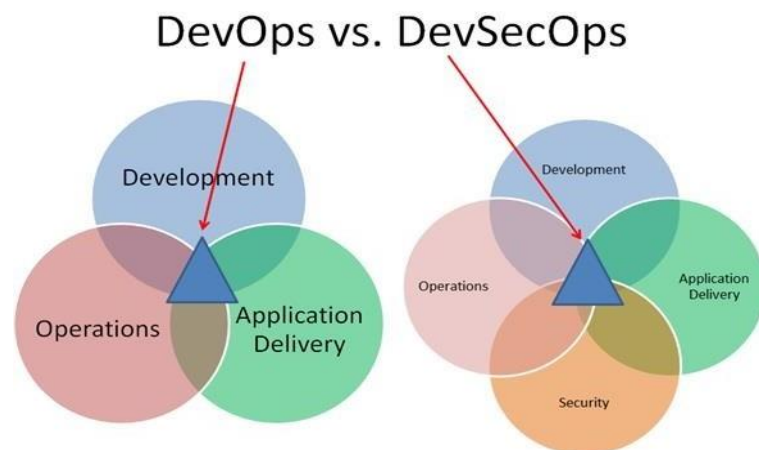 DevOps vs. DevSecOps
Development
Operations
Application
Delivery
Development
Operations
Application
Delivery
Security